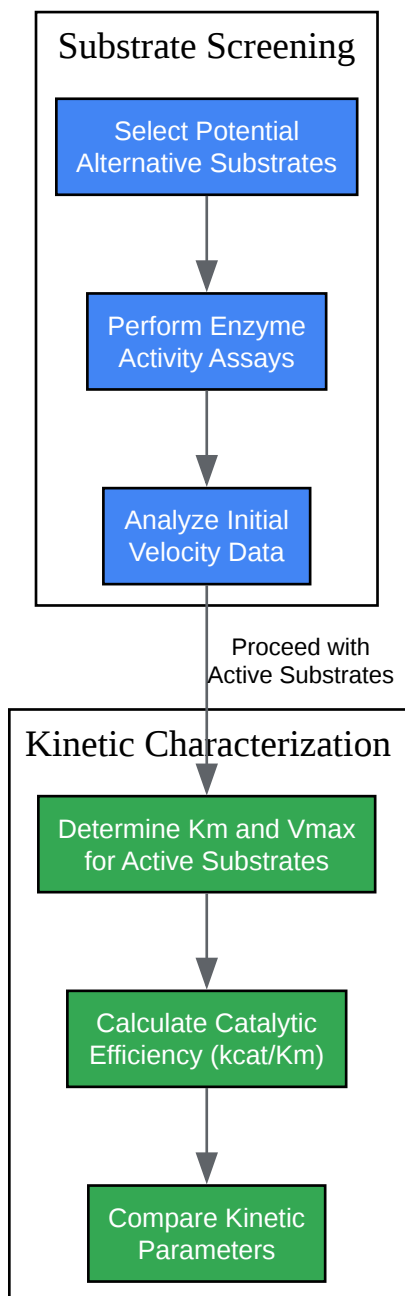 Substrate Screening
Select Potential
Alternative Substrates
Perform Enzyme
Activity Assays
Analyze Initial
Velocity Data
Proceed with
Active Substrates
Kinetic Characterization
Determine Km and Vmax
for Active Substrates
Calculate Catalytic
Efficiency (kcat/Km)
Compare Kinetic
Parameters